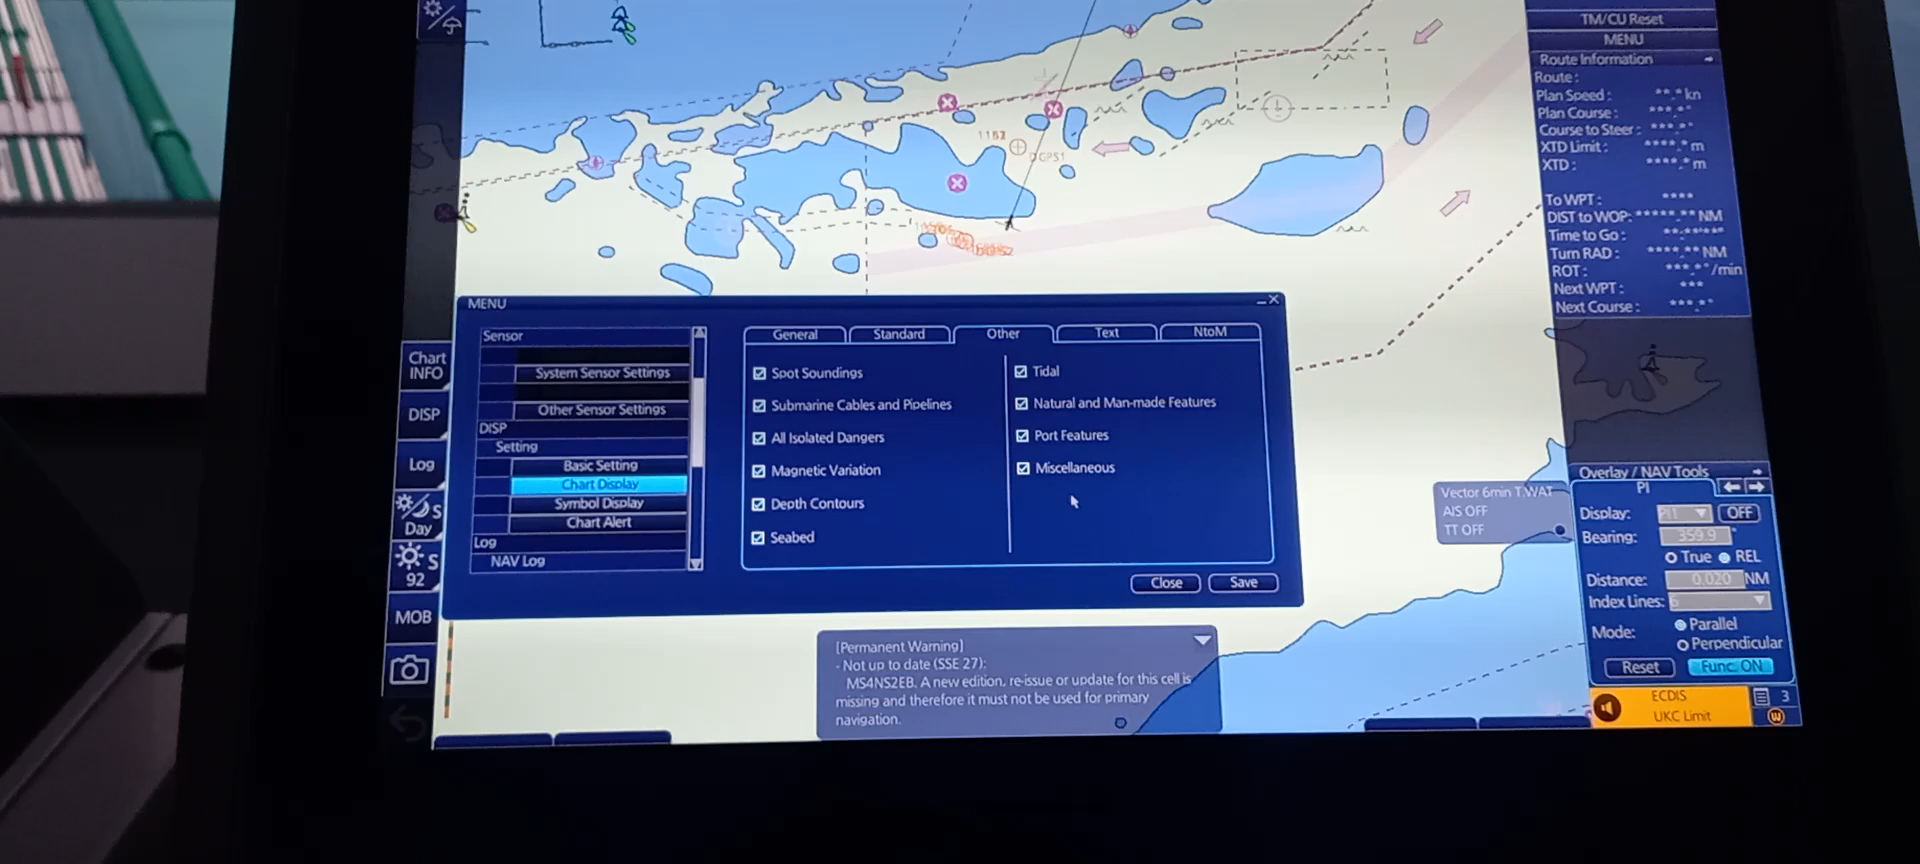 TM/CU Reset
MENU
Route Information
Route :
Plan Speed : **.* kn
Plan Course : ***.*°
Course to Steer : ***.*°
XTD Limit : ****.* m
XTD : ****.* m
To WPT : ****
DIST to WOP: *****.** NM
Time to Go : **:**:**
Turn RAD : ****.** NM
ROT : ***.*°/min
Next WPT : ***
Next Course : ***.*°
DGPS1
Chart
INFO
DISP
Log
S
Day
S
92
MOB
MENU
Sensor
System Sensor Settings
Other Sensor Settings
DISP
Setting
Basic Setting
Chart Display
Symbol Display
Chart Alert
Log
NAV Log
General
Standard
Other
Text
NtoM
Spot Soundings
Submarine Cables and Pipelines
All Isolated Dangers
Magnetic Variation
Depth Contours
Seabed
Tidal
Natural and Man-made Features
Port Features
Miscellaneous
Close
Save
[Permanent Warning]
- Not up to date (SSE 27):
MS4NS2EB. A new edition, re-issue or update for this cell is
missing and therefore it must not be used for primary
navigation.
Vector 6min T.WAT
AIS OFF
TT OFF
Overlay / NAV Tools
PI
Display: PI1 OFF
Bearing: 359.9 °
True REL
Distance: 0.020 NM
Index Lines: 6
Mode: Parallel
Perpendicular
Reset
Func. ON
ECDIS
UKC Limit
3
W